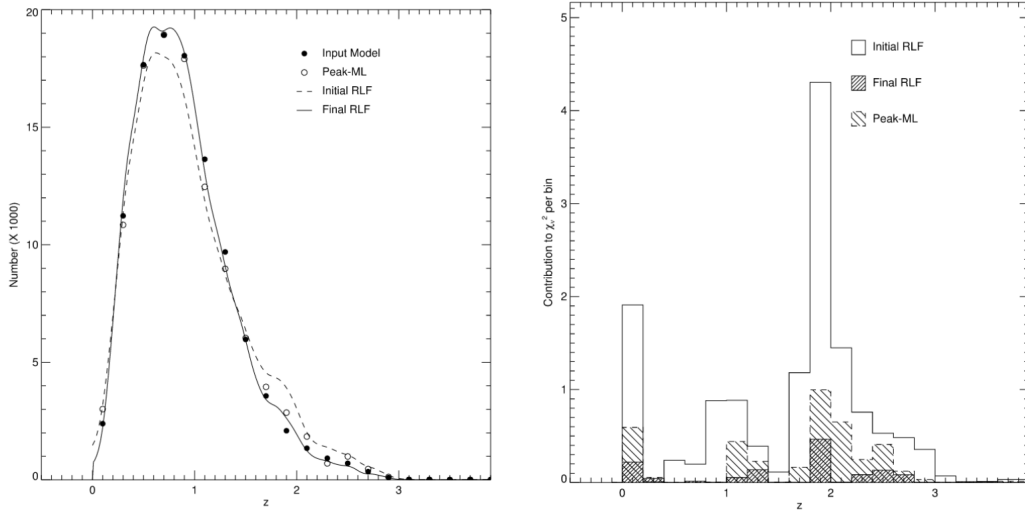 20
15
10
5
0
Number (X 1000)
Input Model
Peak-ML
Initial RLF
Final RLF
0
1
2
3
z
5
4
3
2
1
0
Contribution to χᵥ² per bin
Initial RLF
Final RLF
Peak-ML
0
1
2
3
z